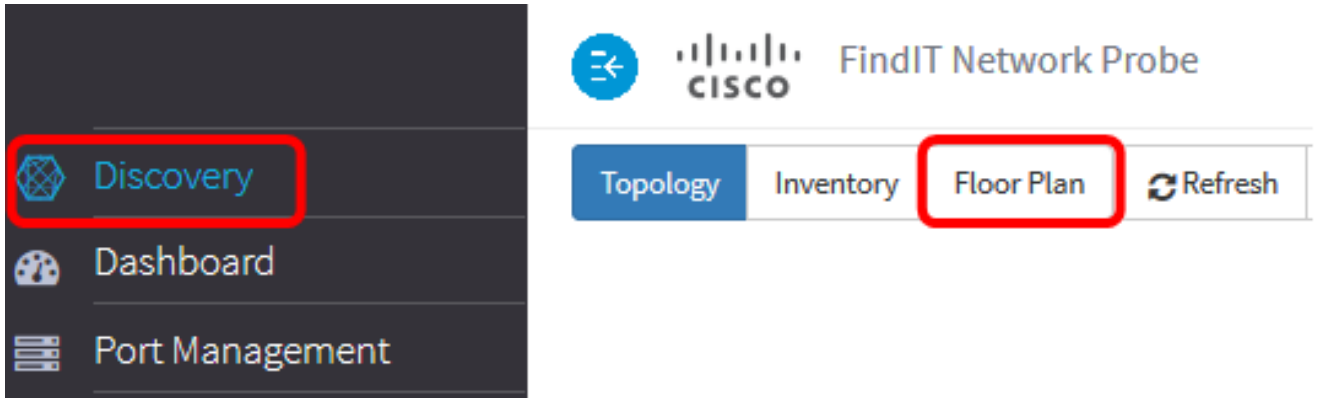 CISCO
FindIT Network Probe
Discovery
Topology Inventory Floor Plan Refresh
Dashboard
Port Management